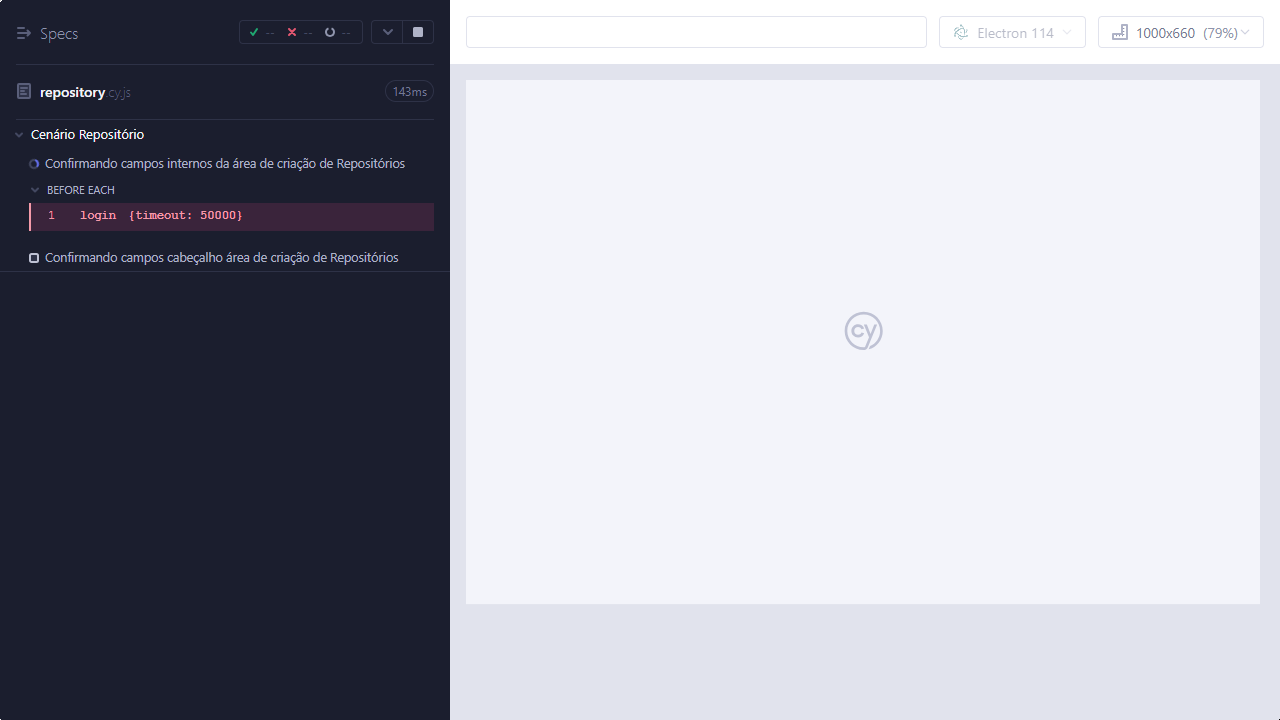 Specs
--
--
--
Electron 114
1000x660 (79%)
repository.cy.js
143ms
Cenário Repositório
Confirmando campos internos da área de criação de Repositórios
BEFORE EACH
1 login {timeout: 50000}
Confirmando campos cabeçalho área de criação de Repositórios
cy